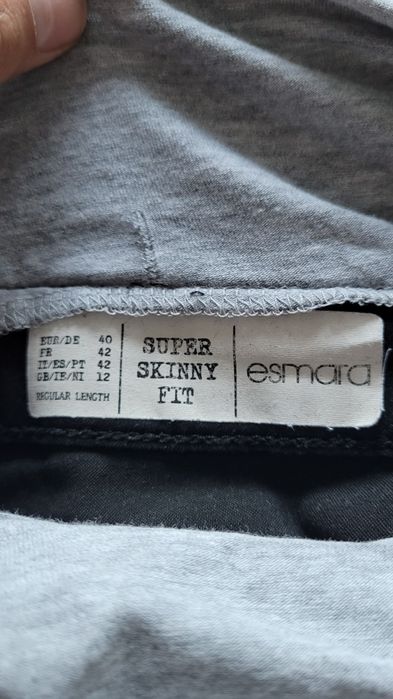 EUR/DE 40
FR 42
IT/ES/PT 42
GB/IE/NI 12
REGULAR LENGTH
SUPER
SKINNY
FIT
esmara